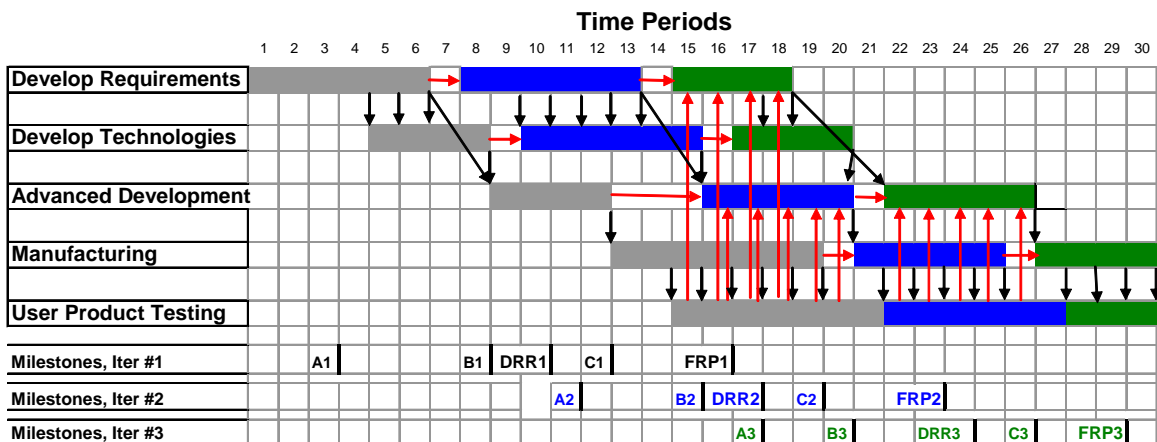 Time Periods
1 2 3 4 5 6 7 8 9 10 11 12 13 14 15 16 17 18 19 20 21 22 23 24 25 26 27 28 29 30
Develop Requirements
Develop Technologies
Advanced Development
Manufacturing
User Product Testing
Milestones, Iter #1 A1 B1 DRR1 C1 FRP1
Milestones, Iter #2 A2 B2 DRR2 C2 FRP2
Milestones, Iter #3 A3 B3 DRR3 C3 FRP3